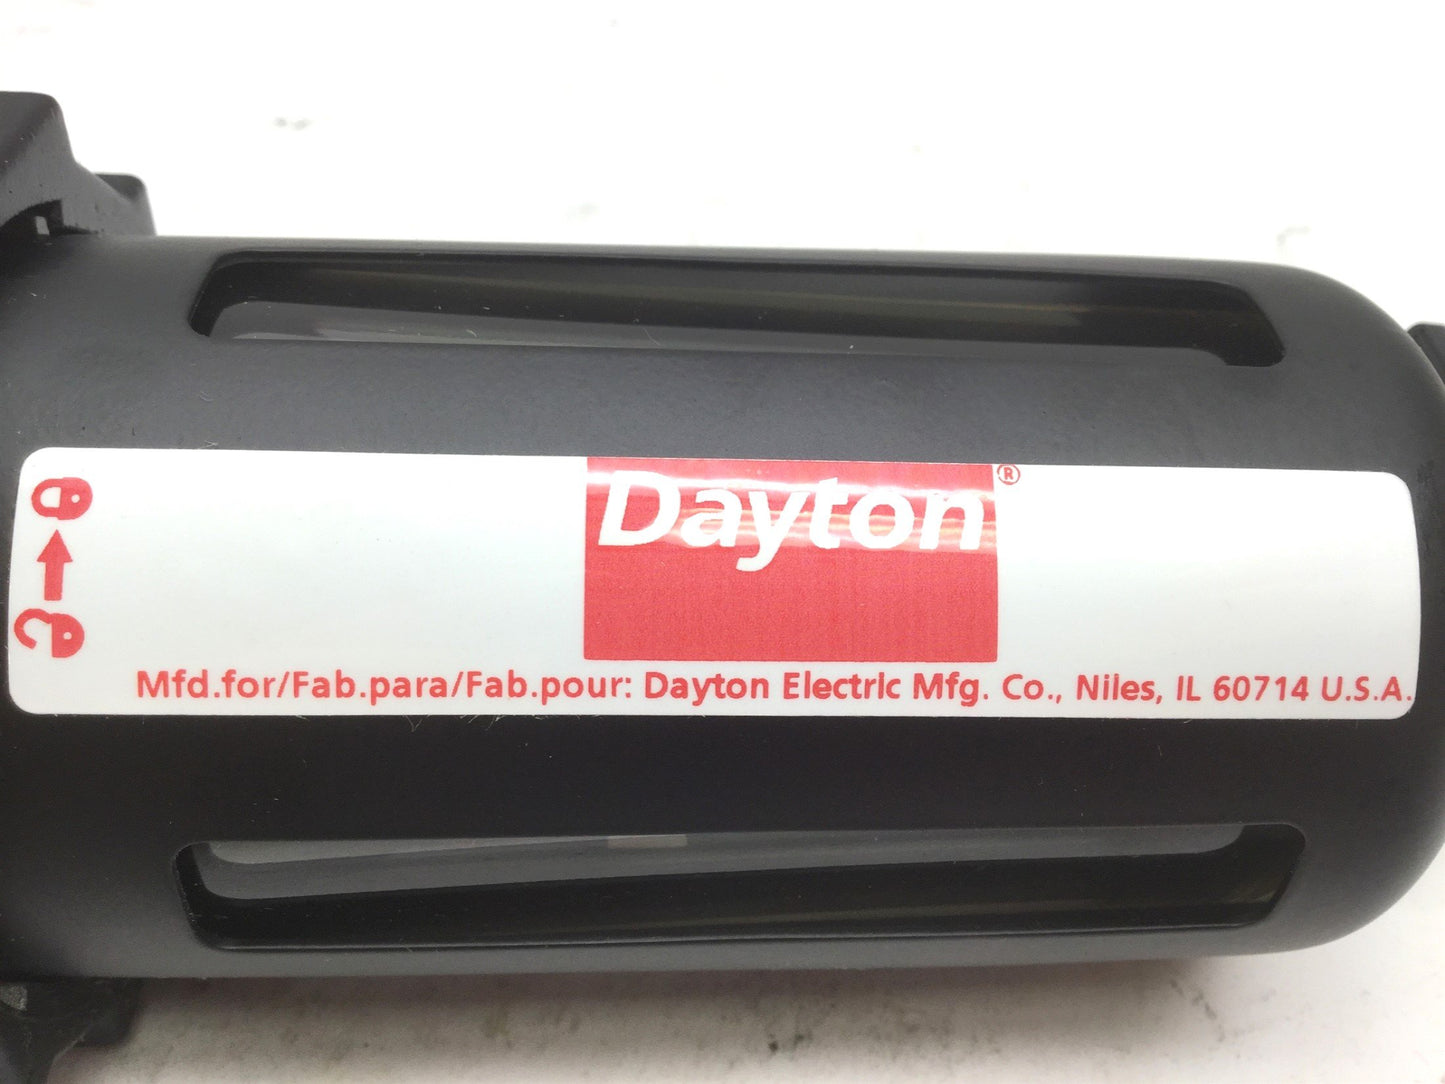 Dayton®
Mfd.for/Fab.para/Fab.pour: Dayton Electric Mfg. Co., Niles, IL 60714 U.S.A.